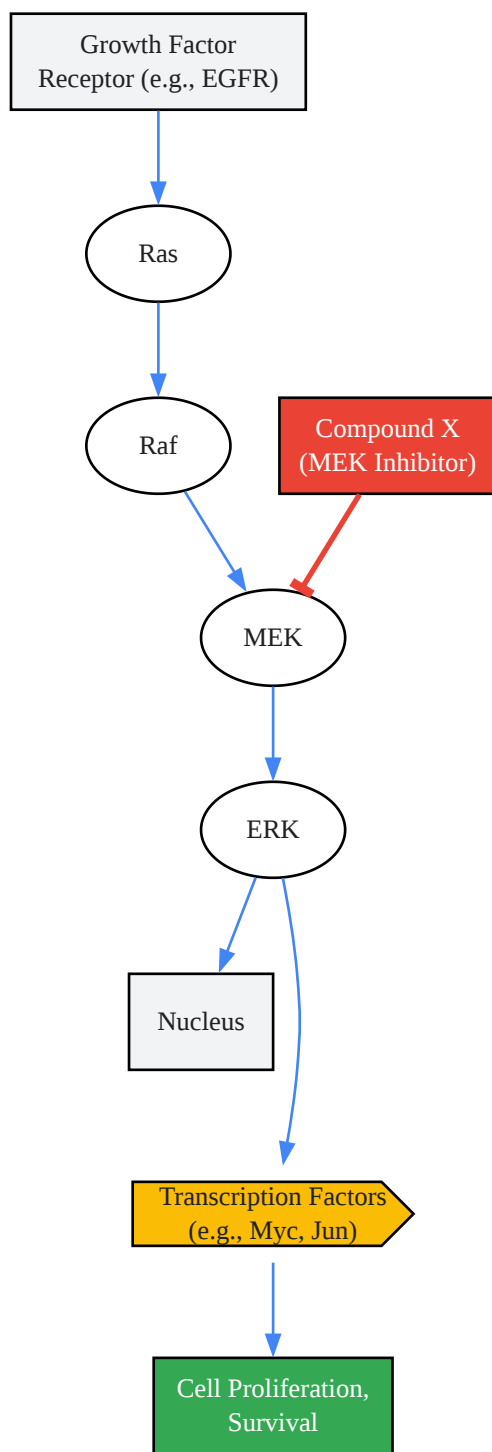 Growth Factor
Receptor (e.g., EGFR)
Ras
Raf
Compound X
(MEK Inhibitor)
MEK
ERK
Nucleus
Transcription Factors
(e.g., Myc, Jun)
Cell Proliferation,
Survival